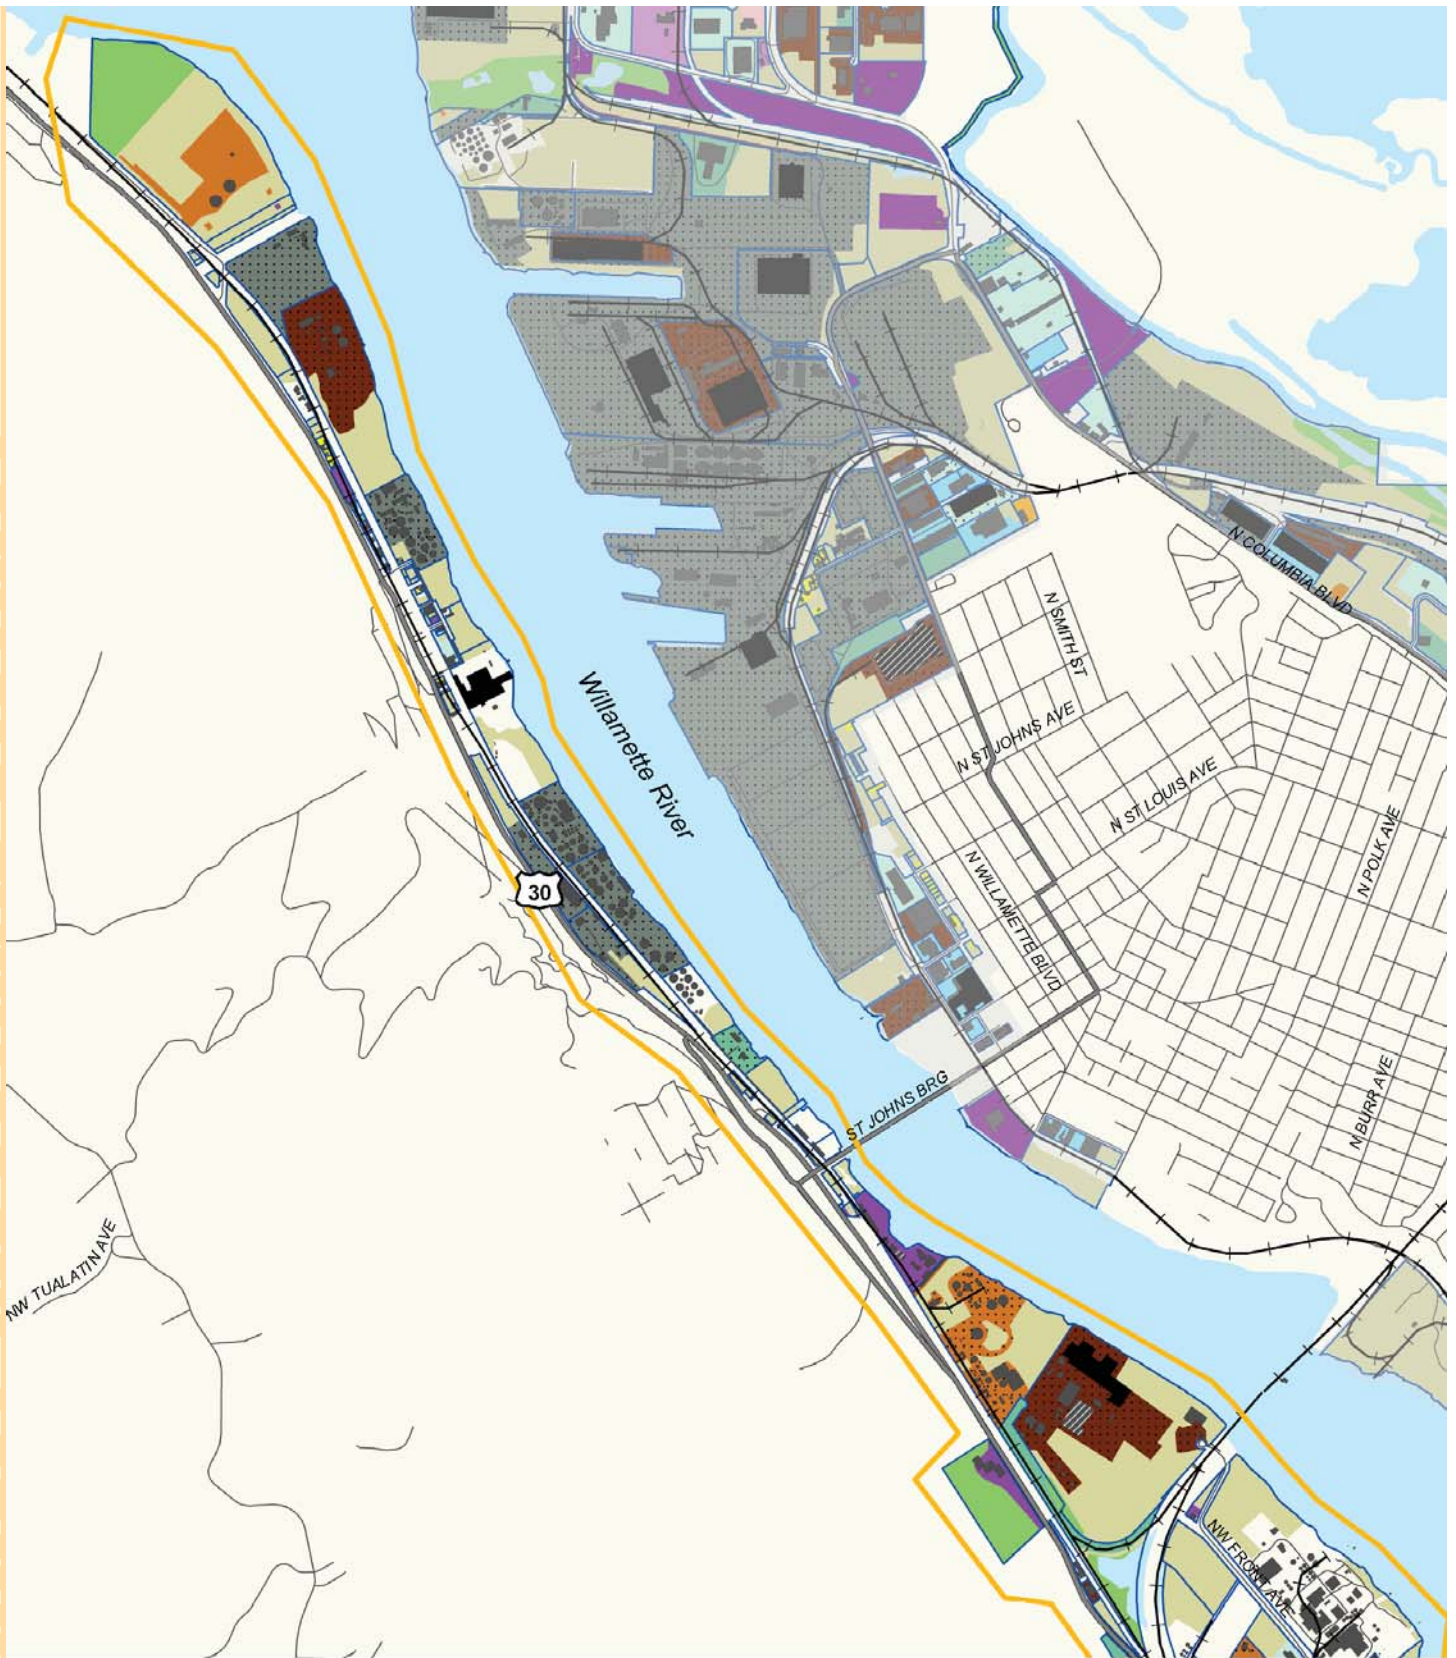 N COLUMBIA BLVD
N SMITH ST
N ST JOHNS AVE
Willamette River
N ST LOUIS AVE
N POLK AVE
N WILLAMETTE BLVD
30
ST JOHNS BRG
N BURR AVE
NW TUALATIN AVE
NW FRONT AVE